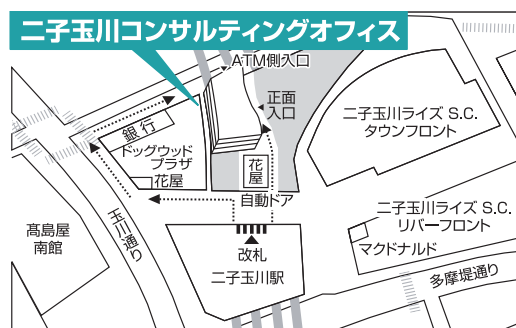 二子玉川コンサルティングオフィス
ATM側入口
正面
入口
二子玉川ライズ S.C.
タウンフロント
銀行
ドッグウッド
プラザ
花屋
花屋
自動ドア
二子玉川ライズ S.C.
リバーフロント
玉川通り
髙島屋
南館
改札
マクドナルド
二子玉川駅
多摩堤通り